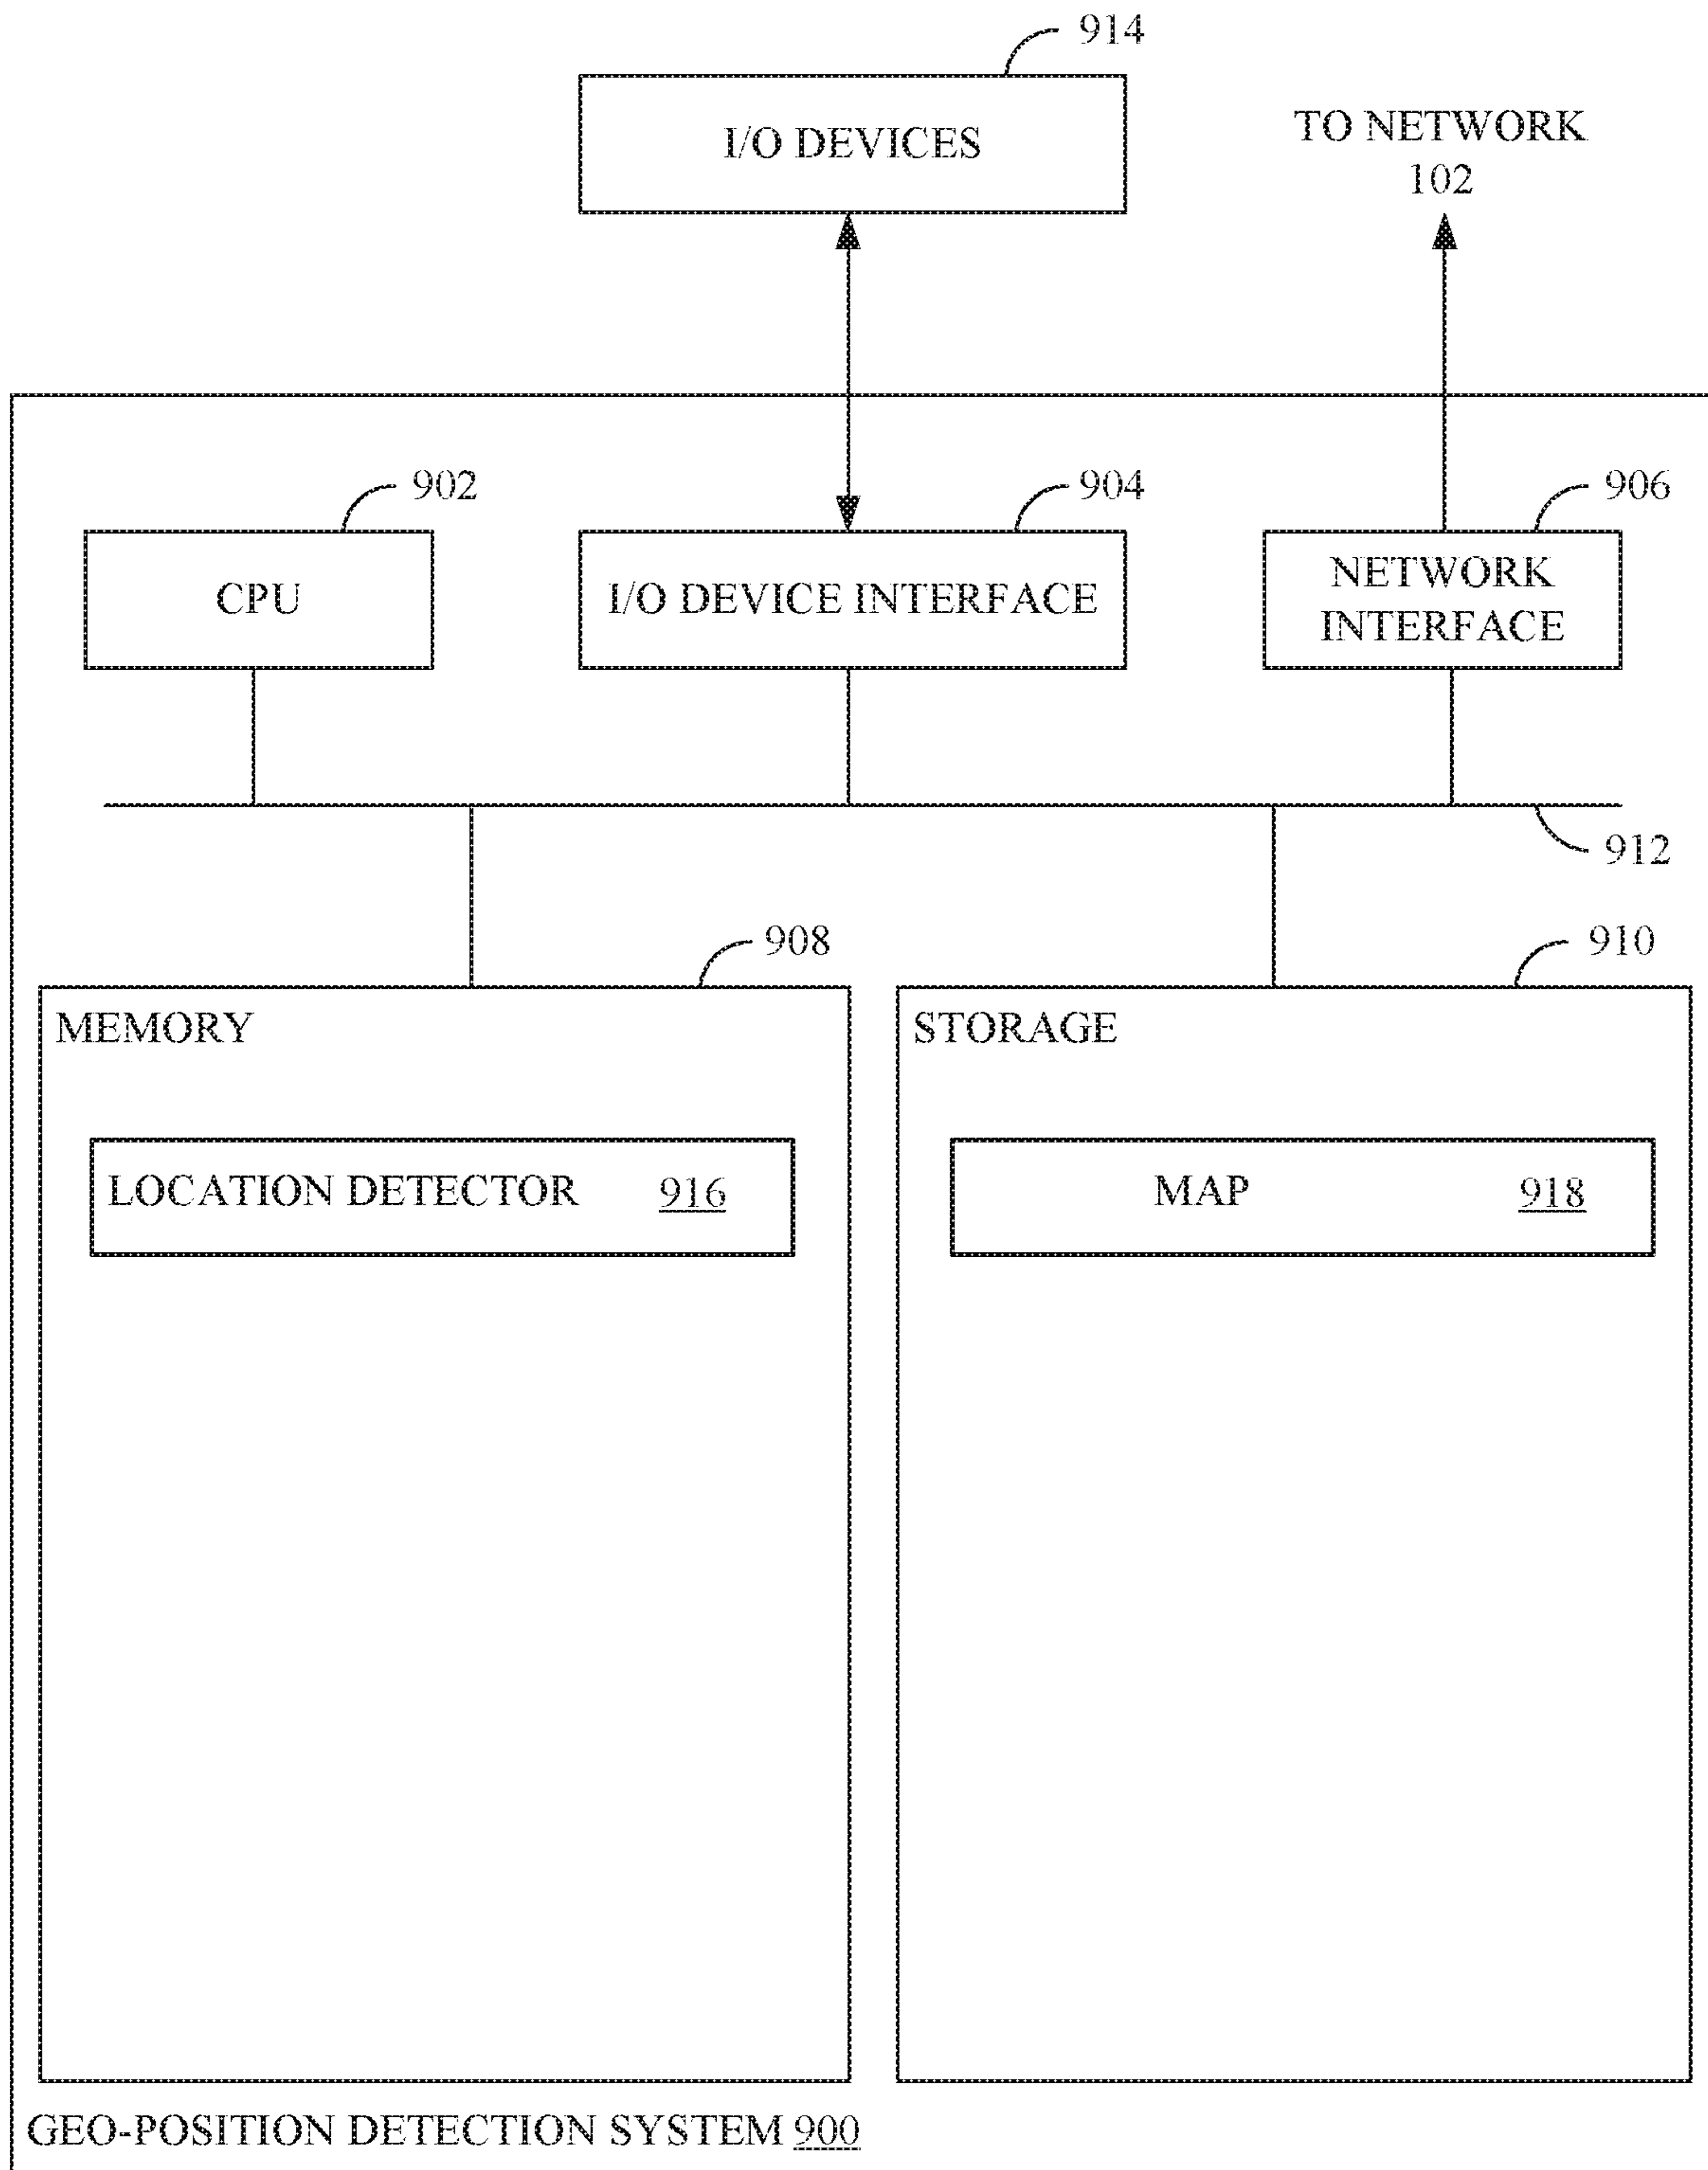 914
I/O DEVICES
TO NETWORK
102
902
904
906
CPU
I/O DEVICE INTERFACE
NETWORK
INTERFACE
912
908
910
MEMORY
STORAGE
LOCATION DETECTOR 916
MAP 918
GEO-POSITION DETECTION SYSTEM 900